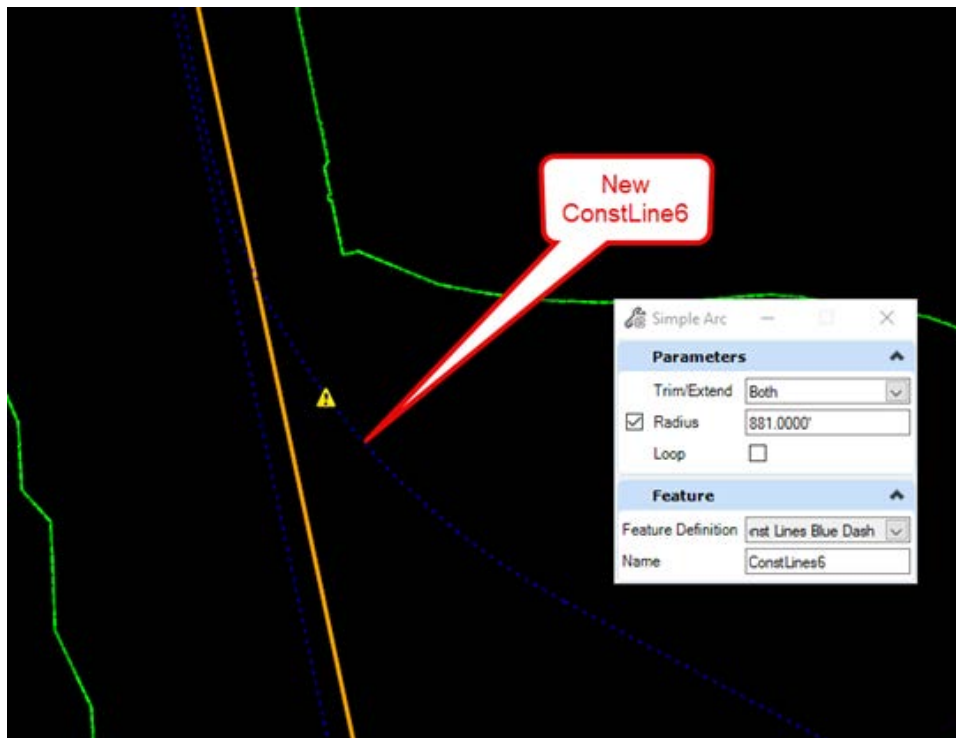 New
ConstLine6
Simple Arc
Parameters
Trim/Extend Both
Radius 881.0000'
Loop
Feature
Feature Definition nst Lines Blue Dash
Name ConstLines6